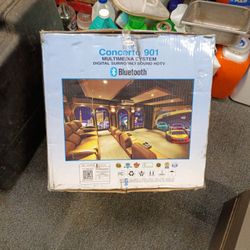 Concerto 901
MULTIMEDIA SYSTEM
DIGITAL SURROUND SOUND HDTV
Bluetooth